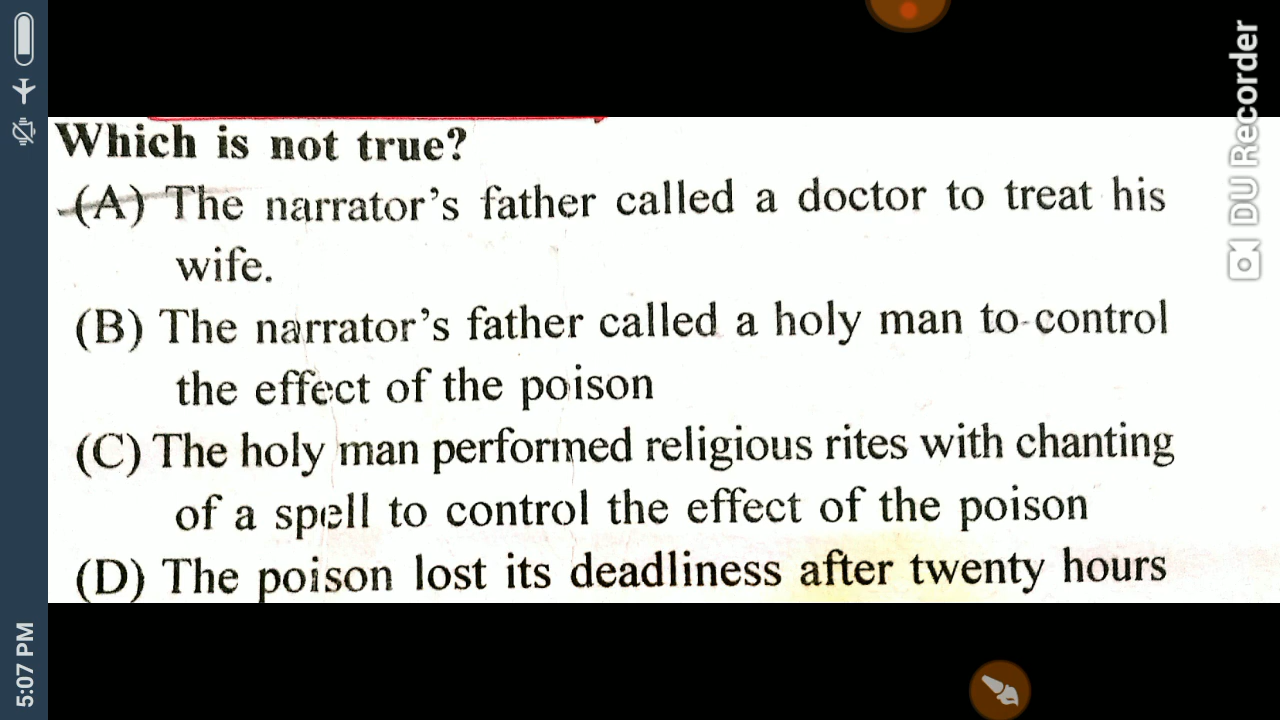 Which is not true?
(A) The narrator's father called a doctor to treat his
wife.
(B) The narrator's father called a holy man to control
the effect of the poison
(C) The holy man performed religious rites with chanting
of a spell to control the effect of the poison
(D) The poison lost its deadliness after twenty hours
DU Recorder
5:07 PM